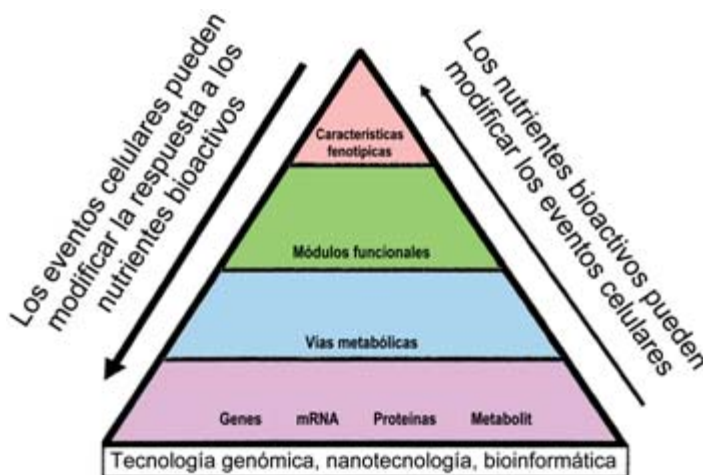 Los eventos celulares pueden
modificar la respuesta a los
nutrientes bioactivos
Los nutrientes bioactivos pueden
modificar los eventos celulares
Características
fenotípicas
Módulos funcionales
Vías metabólicas
Genes mRNA Proteinas Metabolit
Tecnología genómica, nanotecnología, bioinformática